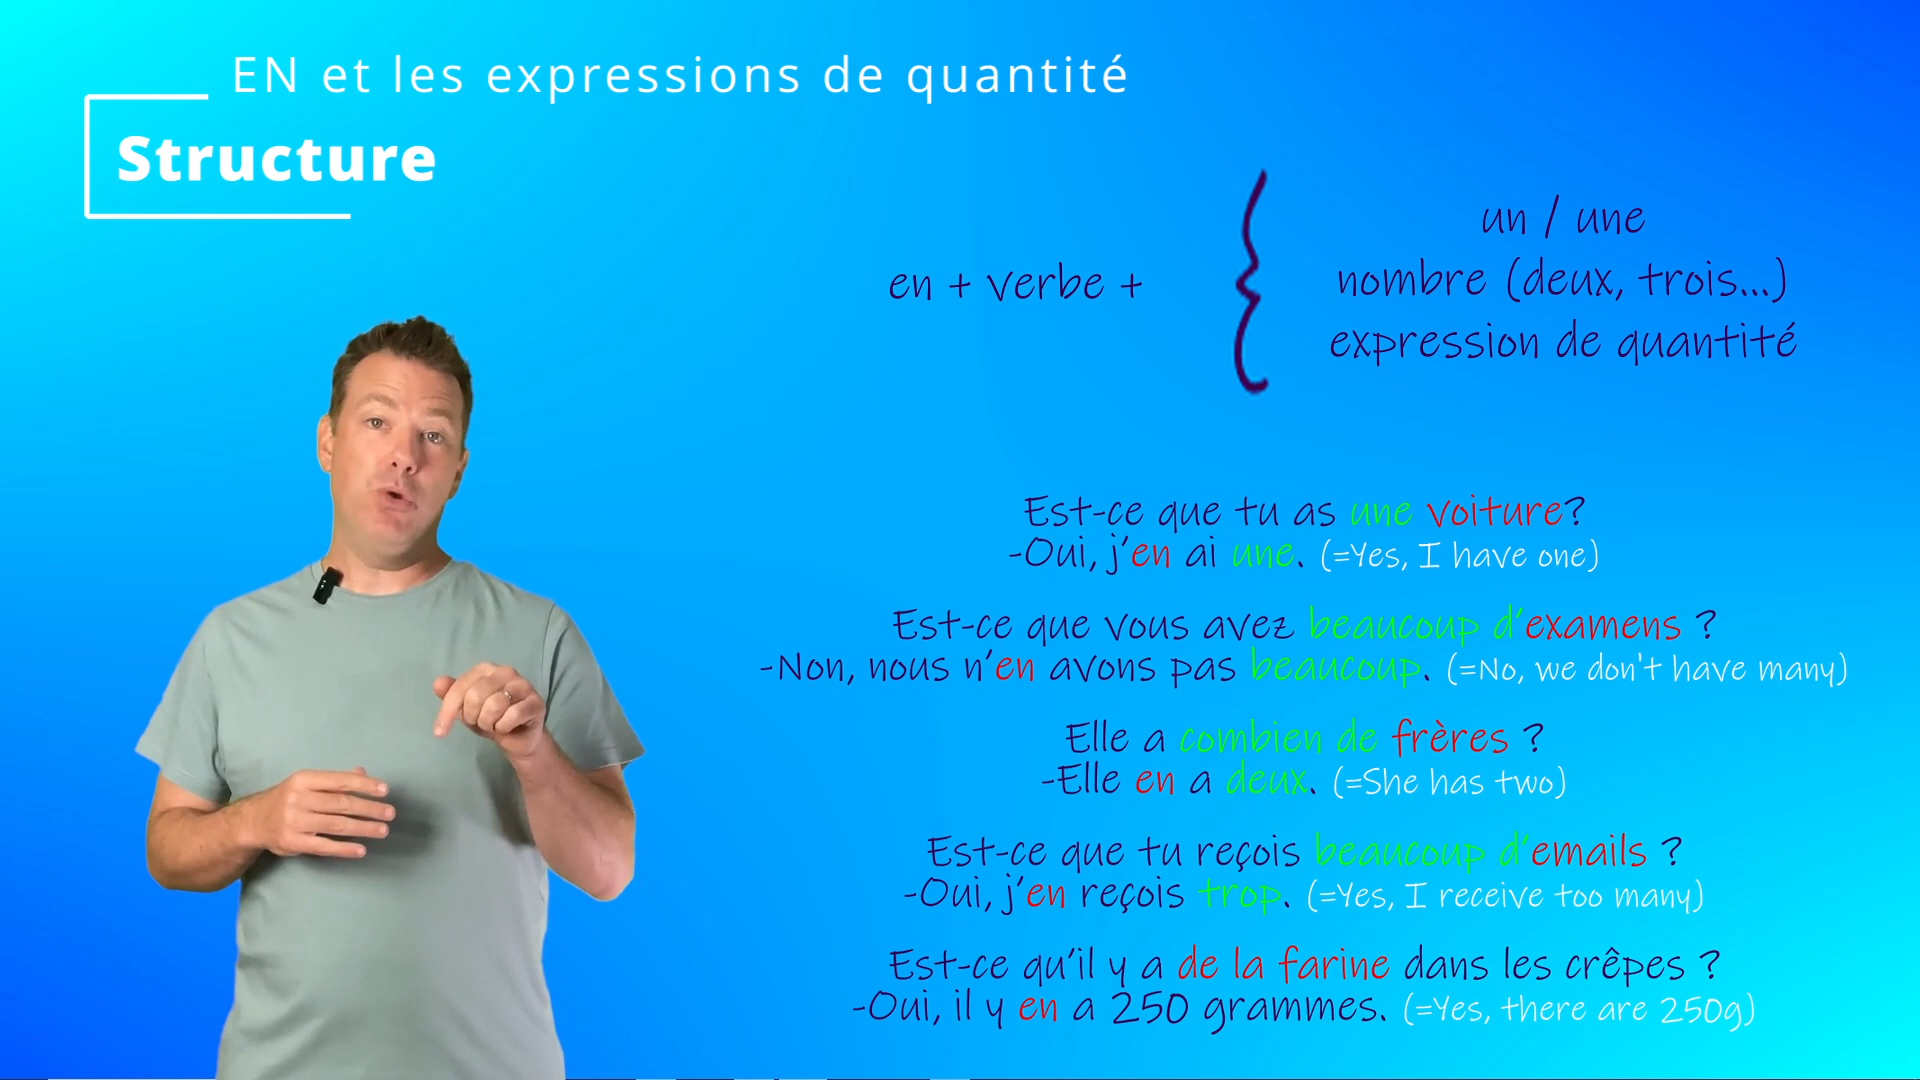 EN et les expressions de quantité
Structure
en + verbe +
un / une
nombre (deux, trois...)
expression de quantité
Est-ce que tu as une voiture?
-Oui, j'en ai une. (=Yes, I have one)
Est-ce que vous avez beaucoup d'examens ?
-Non, nous n'en avons pas beaucoup. (=No, we don't have many)
Elle a combien de frères ?
-Elle en a deux. (=She has two)
Est-ce que tu reçois beaucoup d'emails ?
-Oui, j'en reçois trop. (=Yes, I receive too many)
Est-ce qu'il y a de la farine dans les crêpes ?
-Oui, il y en a 250 grammes. (=Yes, there are 250g)